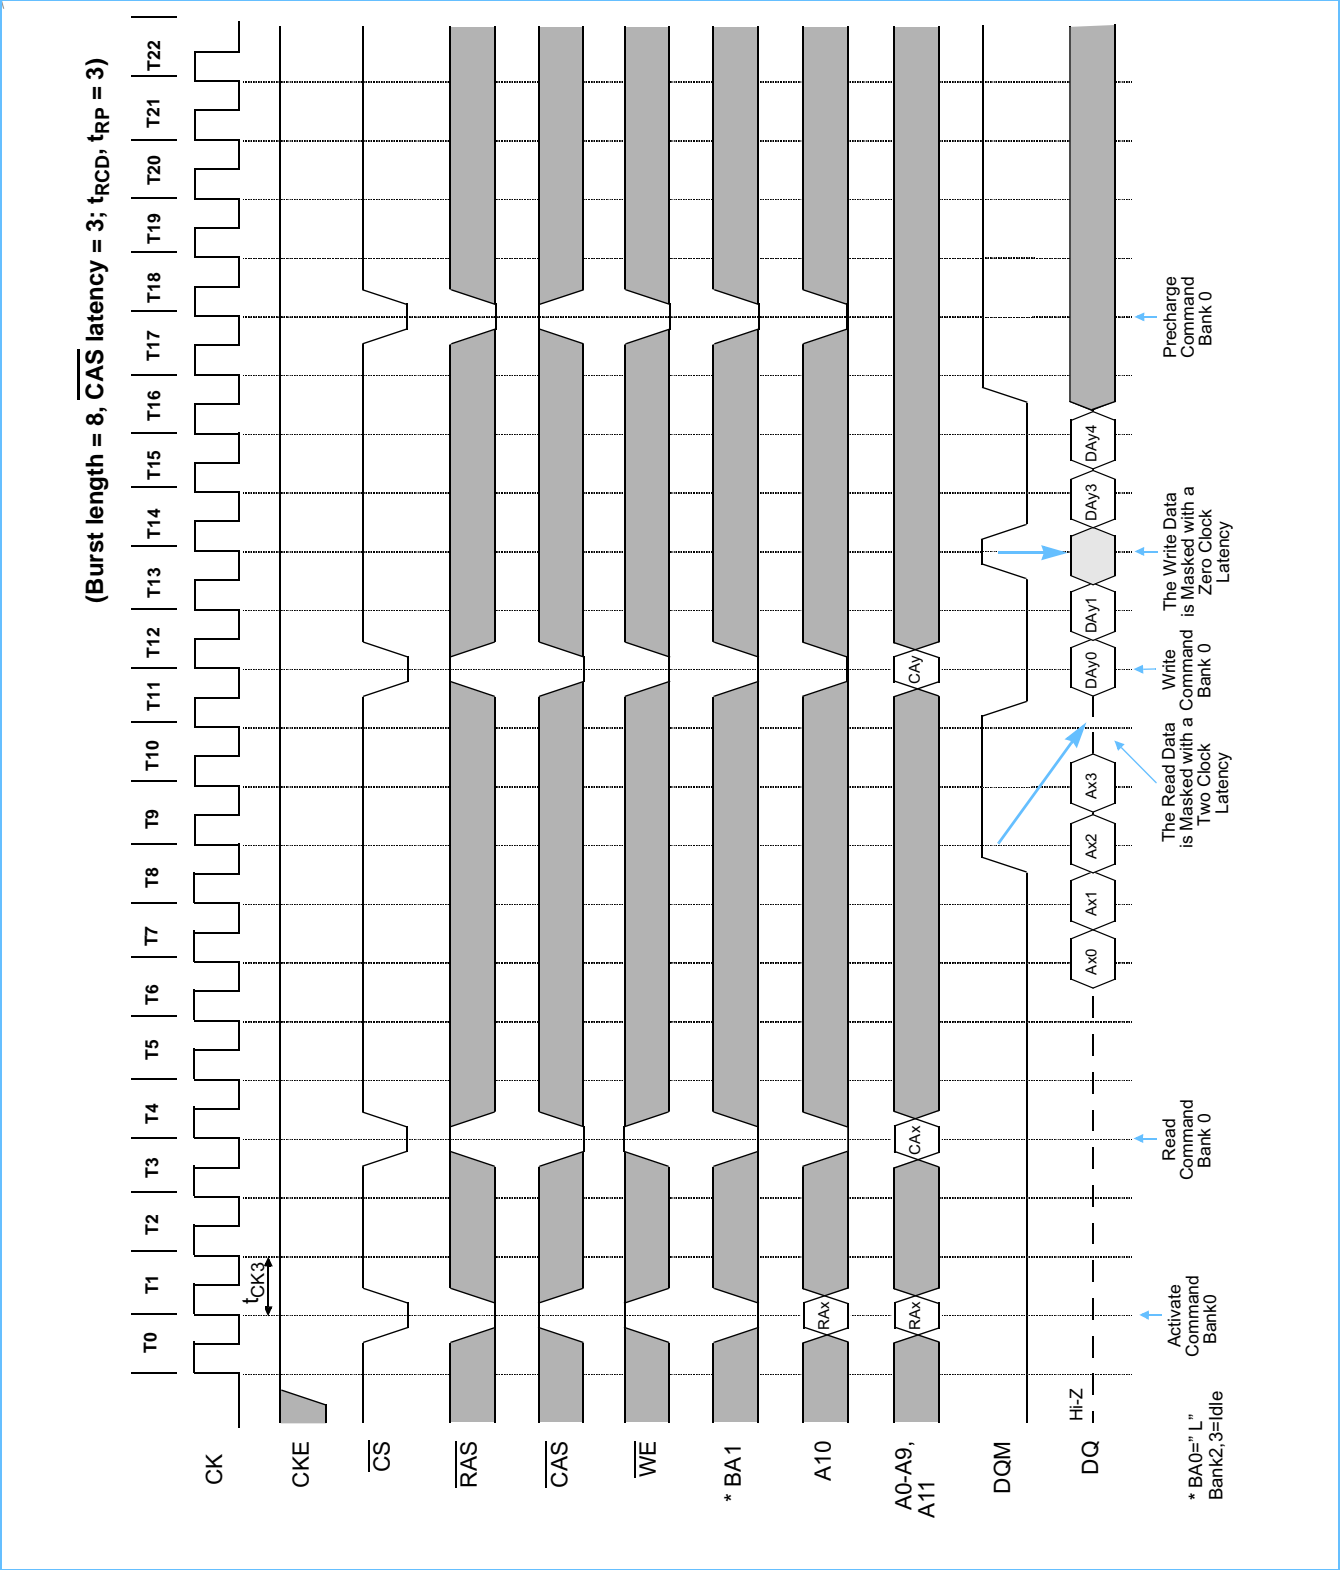 (Burst length = 8, CAS latency = 3; tRCD, tRP = 3)
T0 T1 T2 T3 T4 T5 T6 T7 T8 T9 T10 T11 T12 T13 T14 T15 T16 T17 T18 T19 T20 T21 T22
CK
tCK3
CKE
CS
RAS
CAS
WE
* BA1
A10
RAx
A0-A9,
A11
RAx CAx CAy
DQM
DQ
Hi-Z
Ax0 Ax1 Ax2 Ax3 DAy0 DAy1 DAy3 DAy4
* BA0=” L”
Bank2,3=Idle
Activate
Command
Bank0
Read
Command
Bank 0
The Read Data
is Masked with a
Two Clock
Latency
Write
Command
Bank 0
The Write Data
is Masked with a
Zero Clock
Latency
Precharge
Command
Bank 0